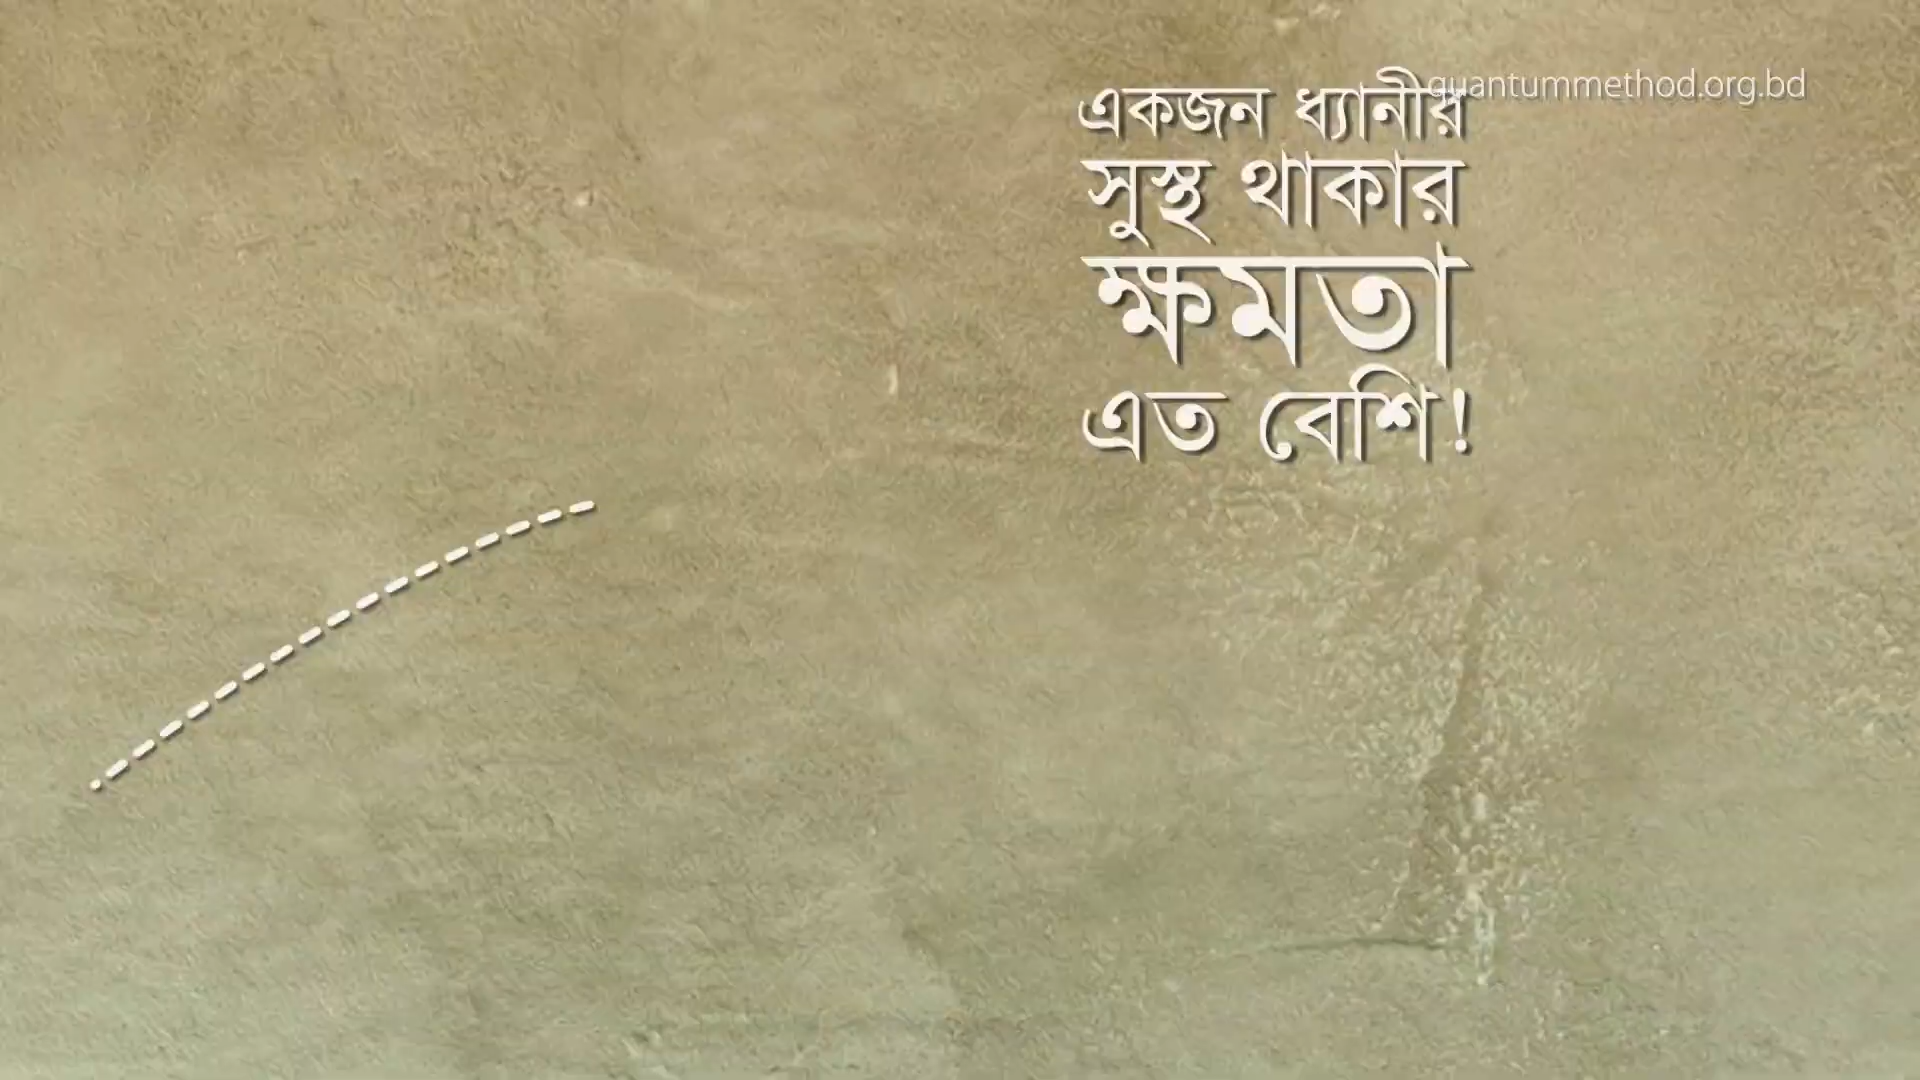 quantummethod.org.bd
একজন ধ্যানীর
সুস্থ থাকার
ক্ষমতা
এত বেশি!